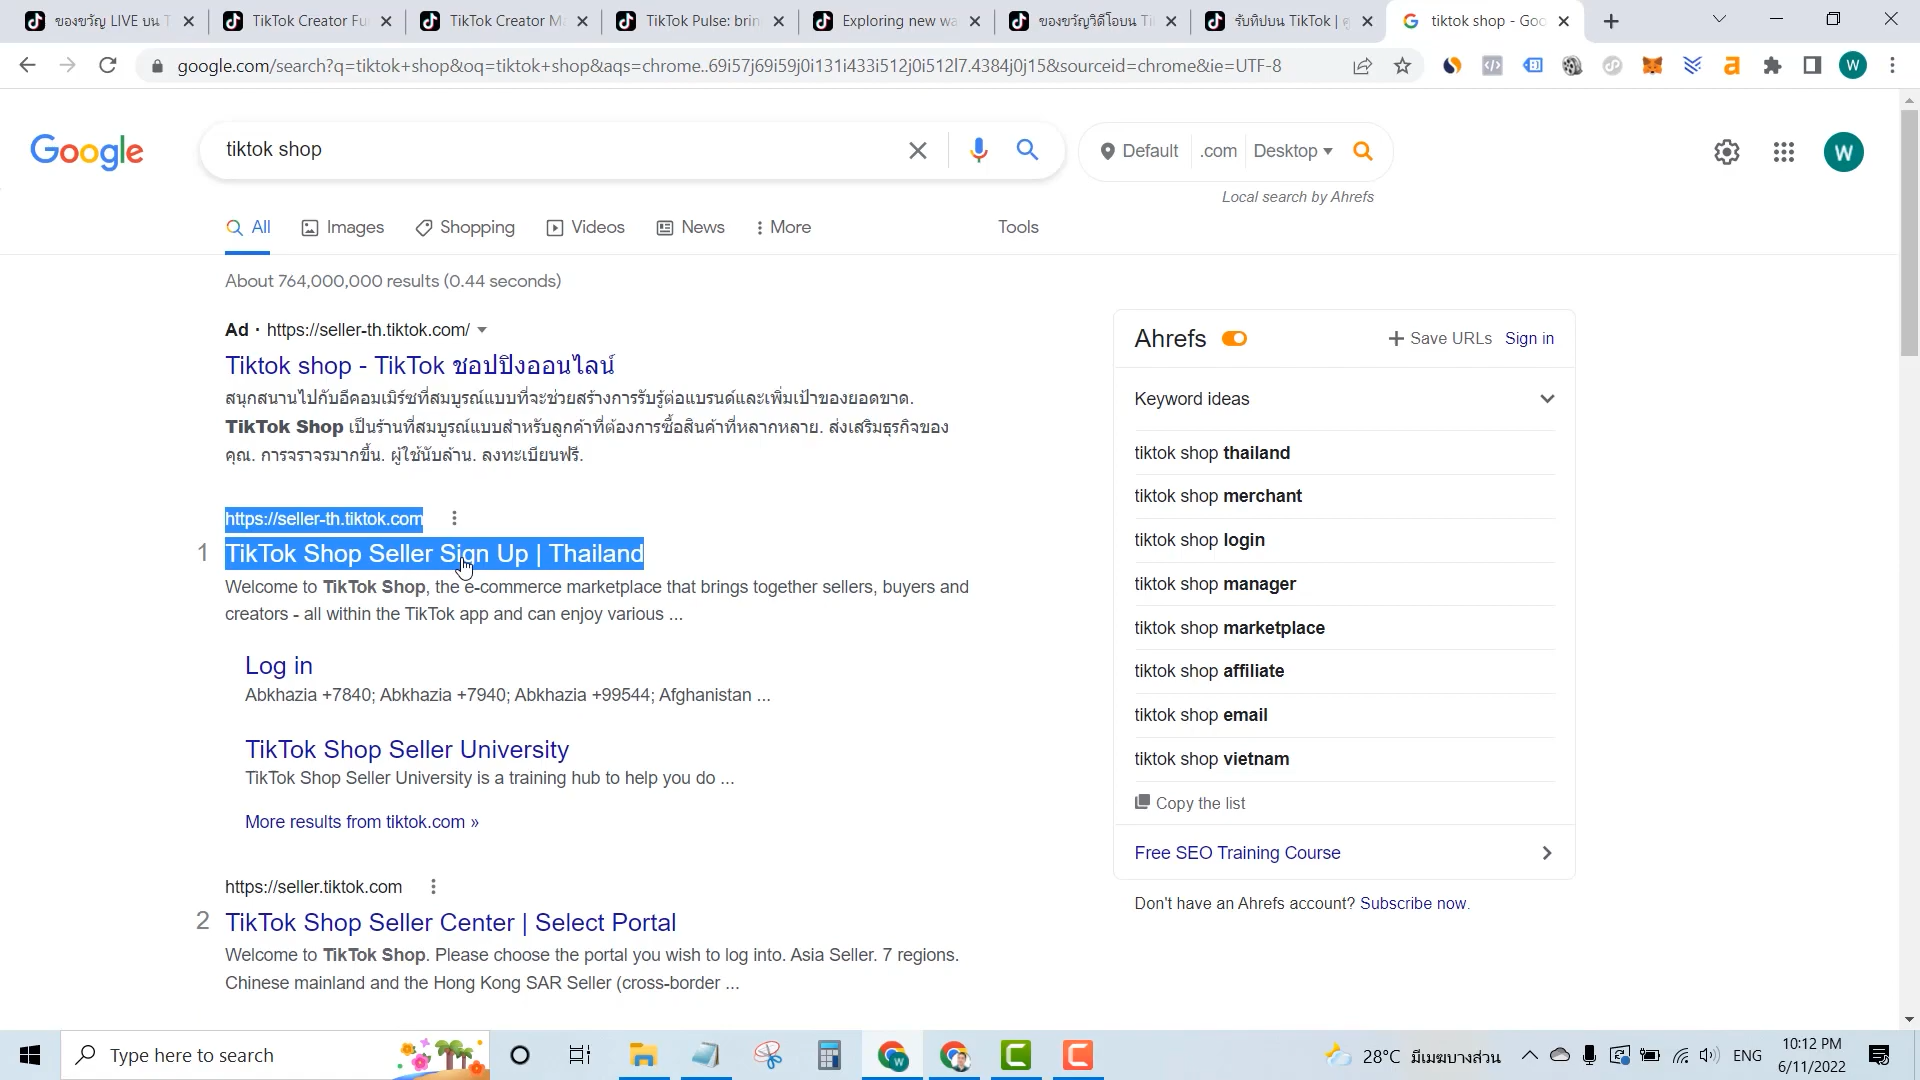 ของขวัญ LIVE บน T
TikTok Creator Fu
TikTok Creator M
TikTok Pulse: brin
Exploring new wa
ของขวัญวิดีโอบน Ti
รับทิปบน TikTok |
tiktok shop - Goo
google.com/search?q=tiktok+shop&oq=tiktok+shop&aqs=chrome..69i57j69i59j0i131i433i512j0i512l7.4384j0j15&sourceid=chrome&ie=UTF-8
W
Google
tiktok shop
Default
.com
Desktop
W
Local search by Ahrefs
All
Images
Shopping
Videos
News
More
Tools
About 764,000,000 results (0.44 seconds)
Ad · https://seller-th.tiktok.com/
Tiktok shop - TikTok ชอปปิงออนไลน์
สนุกสนานไปกับอีคอมเมิร์ซที่สมบูรณ์แบบที่จะช่วยสร้างการรับรู้ต่อแบรนด์และเพิ่มเป้าของยอดขาด.
TikTok Shop เป็นร้านที่สมบูรณ์แบบสำหรับลูกค้าที่ต้องการซื้อสินค้าที่หลากหลาย. ส่งเสริมธุรกิจของ
คุณ. การจราจรมากขึ้น. ผู้ใช้นับล้าน. ลงทะเบียนฟรี.
https://seller-th.tiktok.com
1
TikTok Shop Seller Sign Up | Thailand
Welcome to TikTok Shop, the e-commerce marketplace that brings together sellers, buyers and
creators - all within the TikTok app and can enjoy various ...
Log in
Abkhazia +7840; Abkhazia +7940; Abkhazia +99544; Afghanistan ...
TikTok Shop Seller University
TikTok Shop Seller University is a training hub to help you do ...
More results from tiktok.com »
https://seller.tiktok.com
2
TikTok Shop Seller Center | Select Portal
Welcome to TikTok Shop. Please choose the portal you wish to log into. Asia Seller. 7 regions.
Chinese mainland and the Hong Kong SAR Seller (cross-border ...
Ahrefs
Save URLs
Sign in
Keyword ideas
tiktok shop thailand
tiktok shop merchant
tiktok shop login
tiktok shop manager
tiktok shop marketplace
tiktok shop affiliate
tiktok shop email
tiktok shop vietnam
Copy the list
Free SEO Training Course
Don't have an Ahrefs account? Subscribe now.
Type here to search
28°C มีเมฆบางส่วน
ENG
10:12 PM
6/11/2022